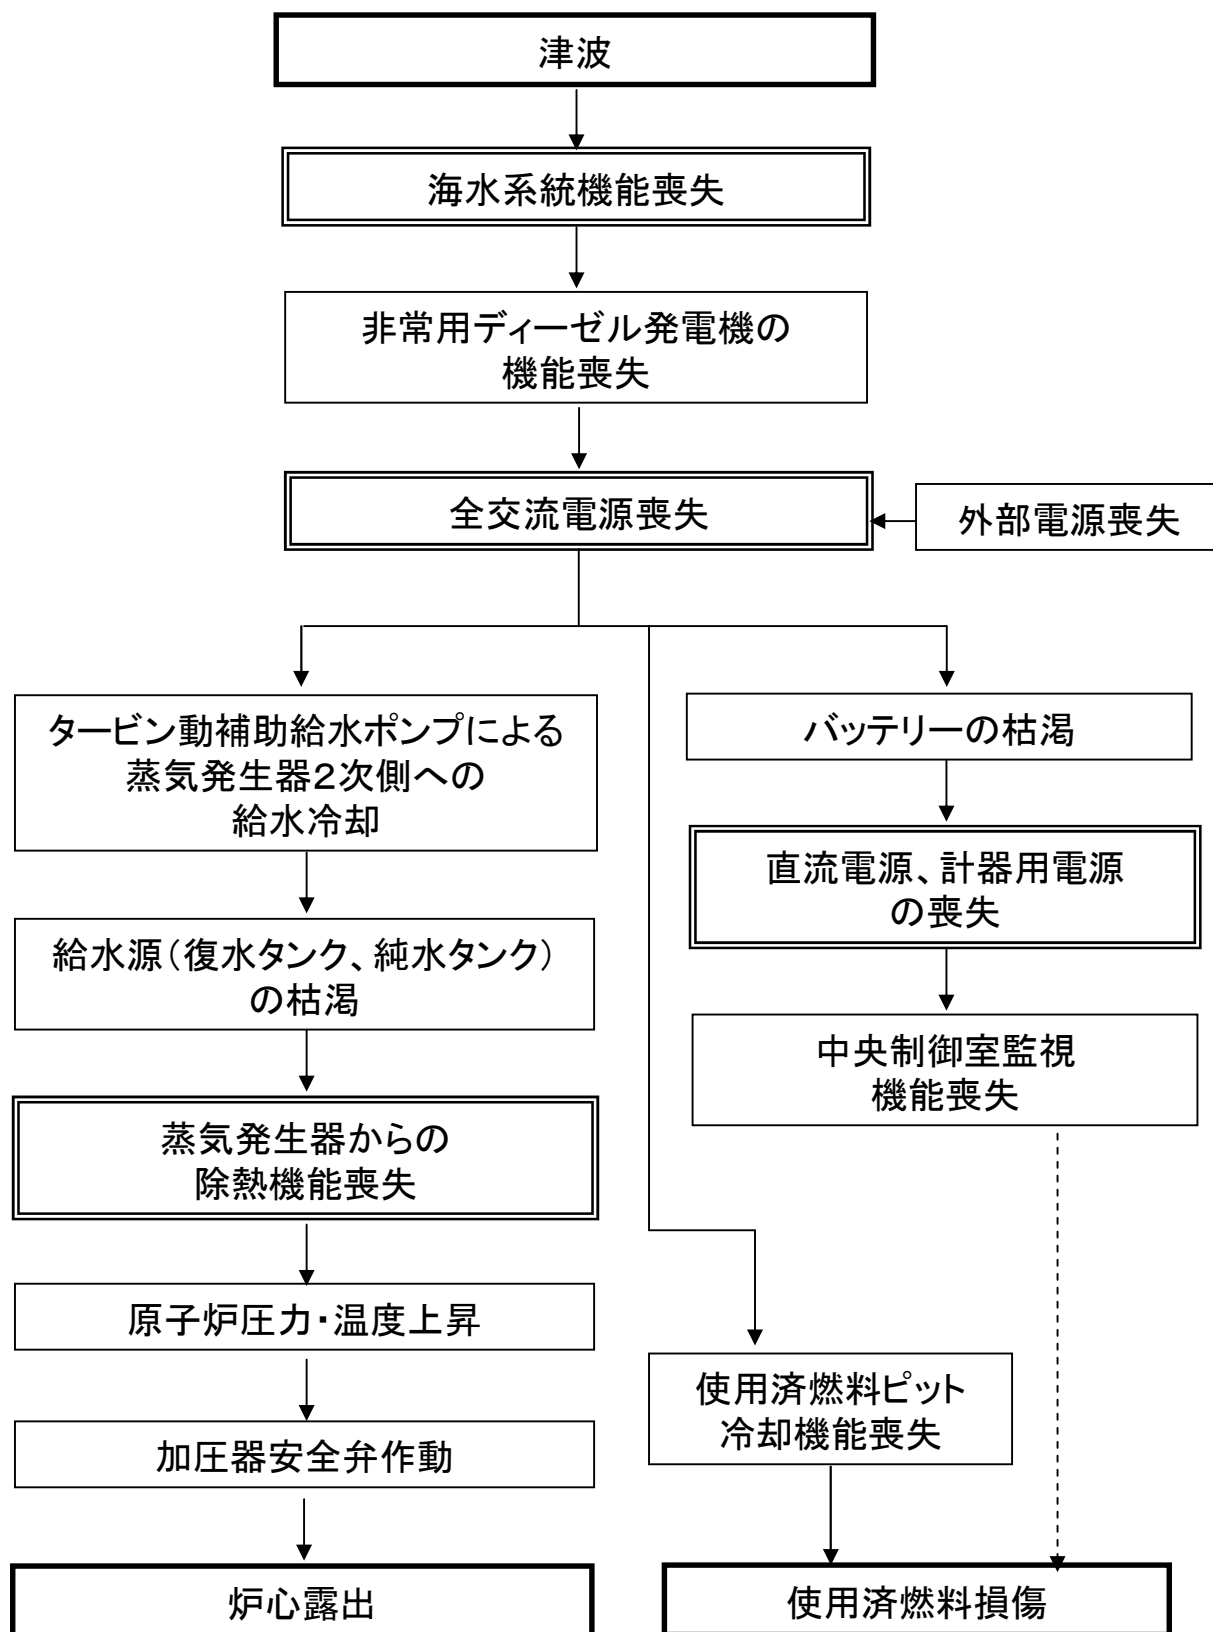 津波
海水系統機能喪失
非常用ディーゼル発電機の
機能喪失
全交流電源喪失
外部電源喪失
タービン動補助給水ポンプによる
蒸気発生器２次側への
給水冷却
給水源（復水タンク、純水タンク）
の枯渇
蒸気発生器からの
除熱機能喪失
原子炉圧力・温度上昇
加圧器安全弁作動
炉心露出
バッテリーの枯渇
直流電源、計器用電源
の喪失
中央制御室監視
機能喪失
使用済燃料ピット
冷却機能喪失
使用済燃料損傷